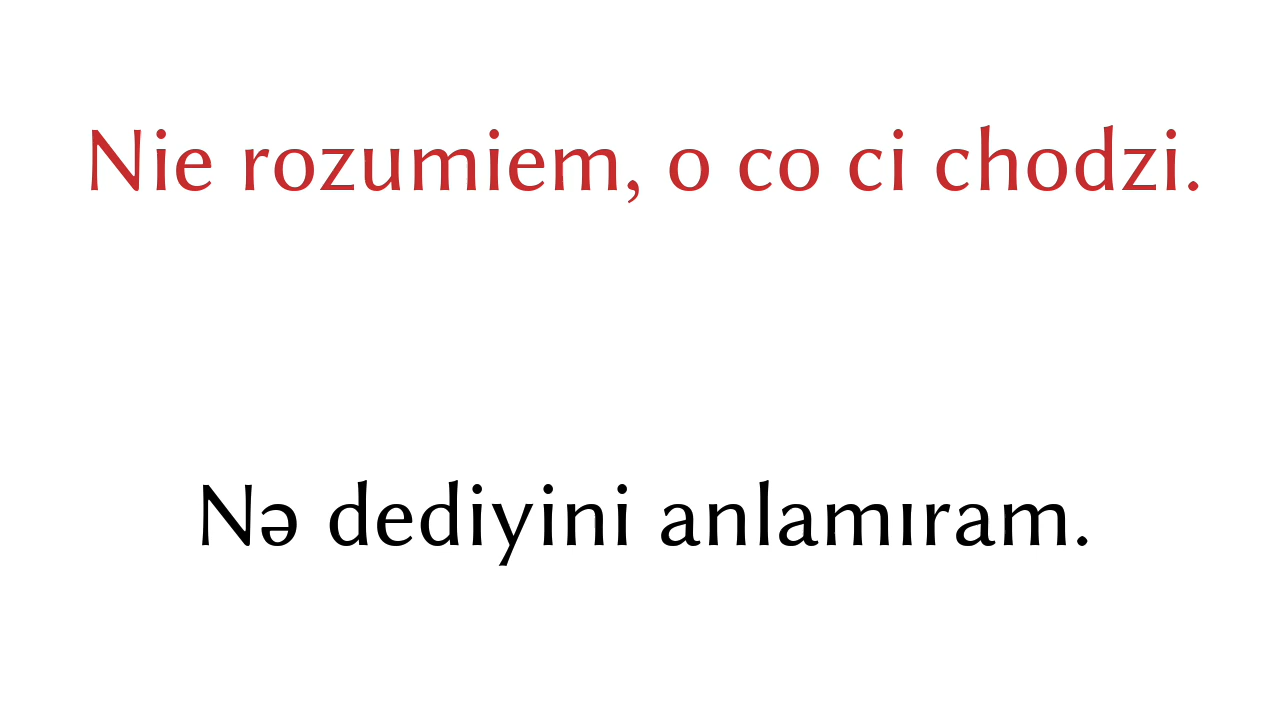 Nie rozumiem, o co ci chodzi.
Nə dediyini anlamıram.